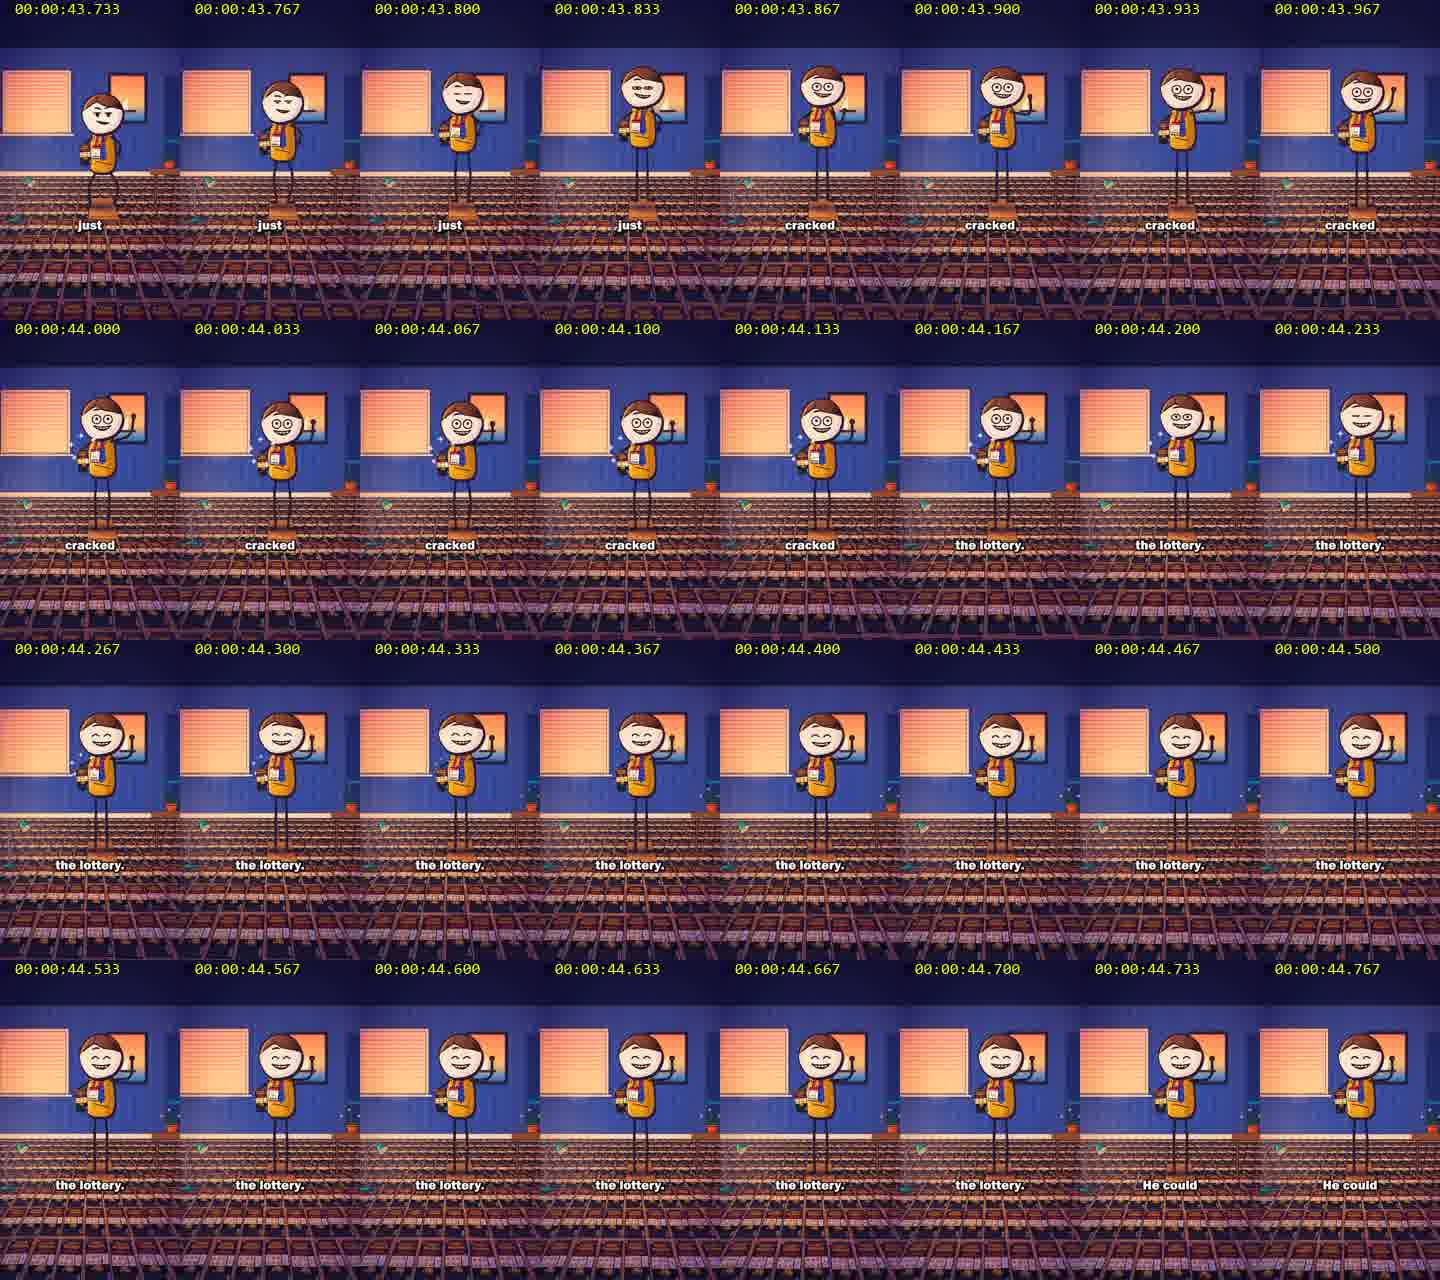 00:00:43.733 00:00:43.767 00:00:43.800 00:00:43.833 00:00:43.867 00:00:43.900 00:00:43.933 00:00:43.967
just just just just cracked cracked cracked cracked
00:00:44.000 00:00:44.033 00:00:44.067 00:00:44.100 00:00:44.133 00:00:44.167 00:00:44.200 00:00:44.233
cracked cracked cracked cracked cracked the lottery. the lottery. the lottery.
00:00:44.267 00:00:44.300 00:00:44.333 00:00:44.367 00:00:44.400 00:00:44.433 00:00:44.467 00:00:44.500
the lottery. the lottery. the lottery. the lottery. the lottery. the lottery. the lottery. the lottery.
00:00:44.533 00:00:44.567 00:00:44.600 00:00:44.633 00:00:44.667 00:00:44.700 00:00:44.733 00:00:44.767
the lottery. the lottery. the lottery. the lottery. the lottery. the lottery. He could He could